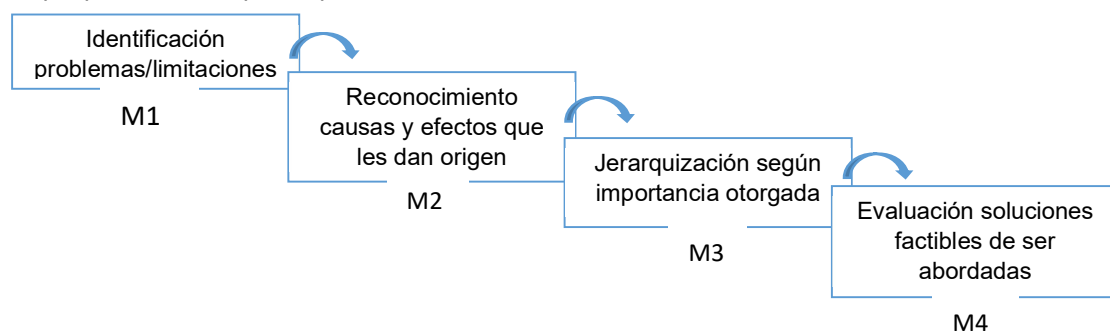 Identificación
problemas/limitaciones
M1
Reconocimiento
causas y efectos que
les dan origen
M2
Jerarquización según
importancia otorgada
M3
Evaluación soluciones
factibles de ser
abordadas
M4